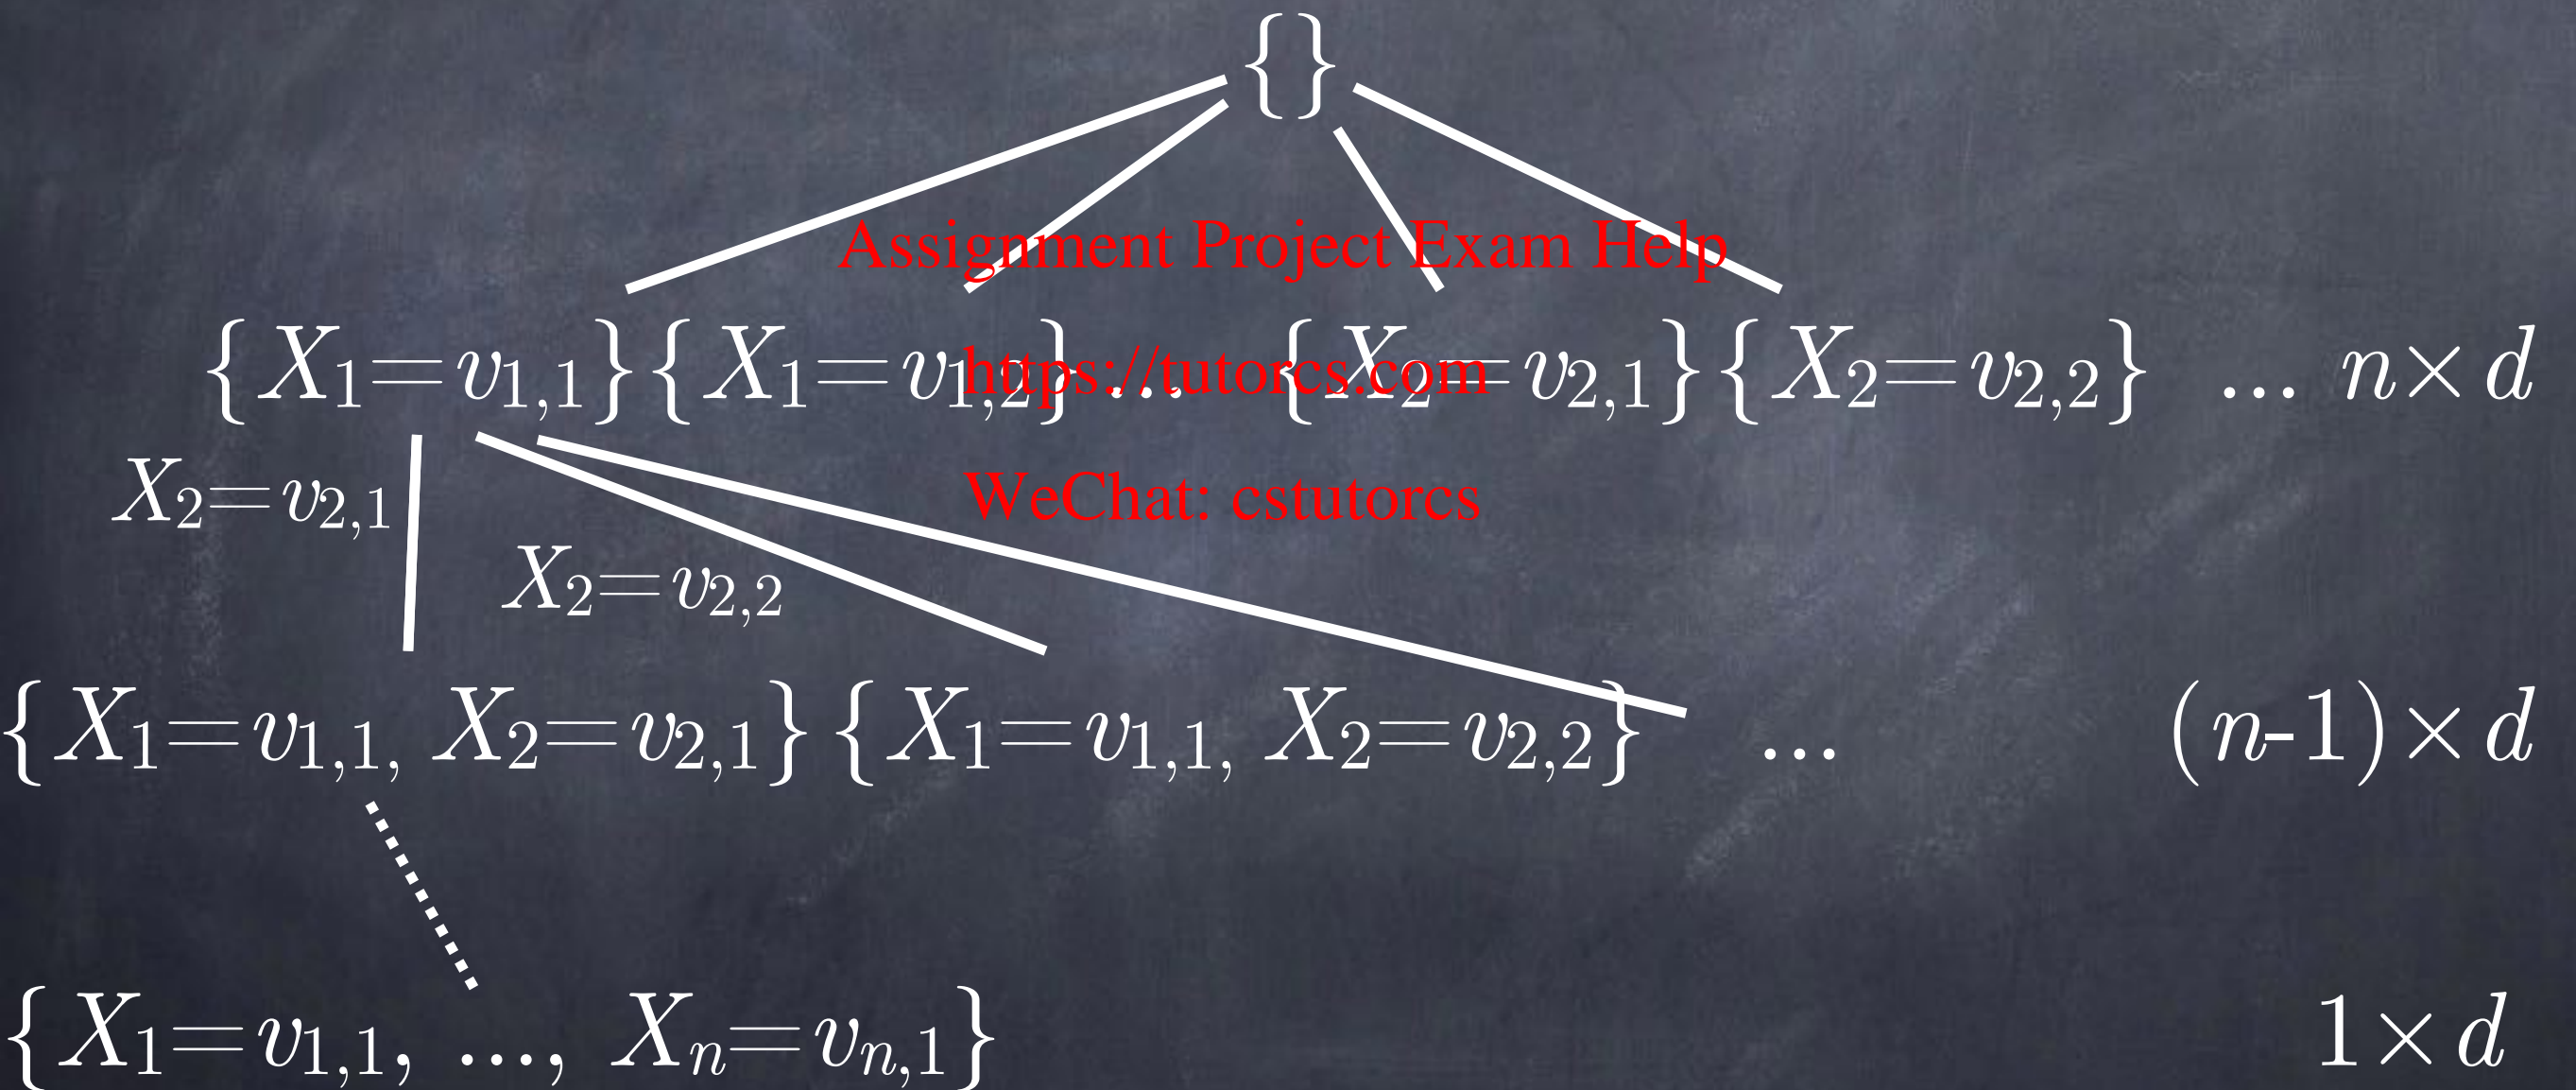 {}
Assignment Project Exam Help
{X₁=v₁,₁} {X₁=v₁,₂} ... {X₂=v₂,₁} {X₂=v₂,₂} ... n×d
https://tutorcs.com
X₂=v₂,₁
WeChat: cstutorcs
X₂=v₂,₂
{X₁=v₁,₁, X₂=v₂,₁} {X₁=v₁,₁, X₂=v₂,₂} ... (n-1)×d
{X₁=v₁,₁, ..., Xₙ=vₙ,₁} 1×d